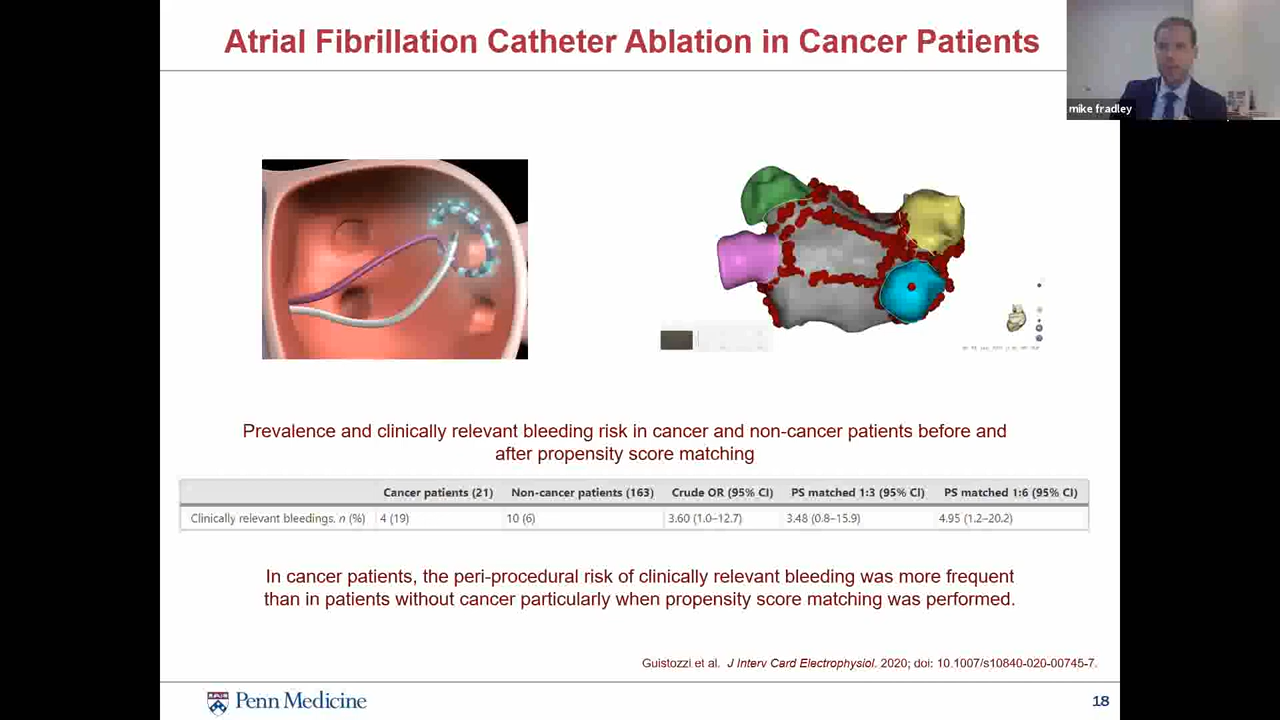 Atrial Fibrillation Catheter Ablation in Cancer Patients
mike fradley
Prevalence and clinically relevant bleeding risk in cancer and non-cancer patients before and
after propensity score matching
Cancer patients (21) Non-cancer patients (163) Crude OR (95% CI) PS matched 1:3 (95% CI) PS matched 1:6 (95% CI)
Clinically relevant bleedings, n (%) 4 (19) 10 (6) 3.60 (1.0–12.7) 3.48 (0.8–15.9) 4.95 (1.2–20.2)
In cancer patients, the peri-procedural risk of clinically relevant bleeding was more frequent
than in patients without cancer particularly when propensity score matching was performed.
Guistozzi et al. J Interv Card Electrophysiol. 2020; doi: 10.1007/s10840-020-00745-7.
Penn Medicine
18